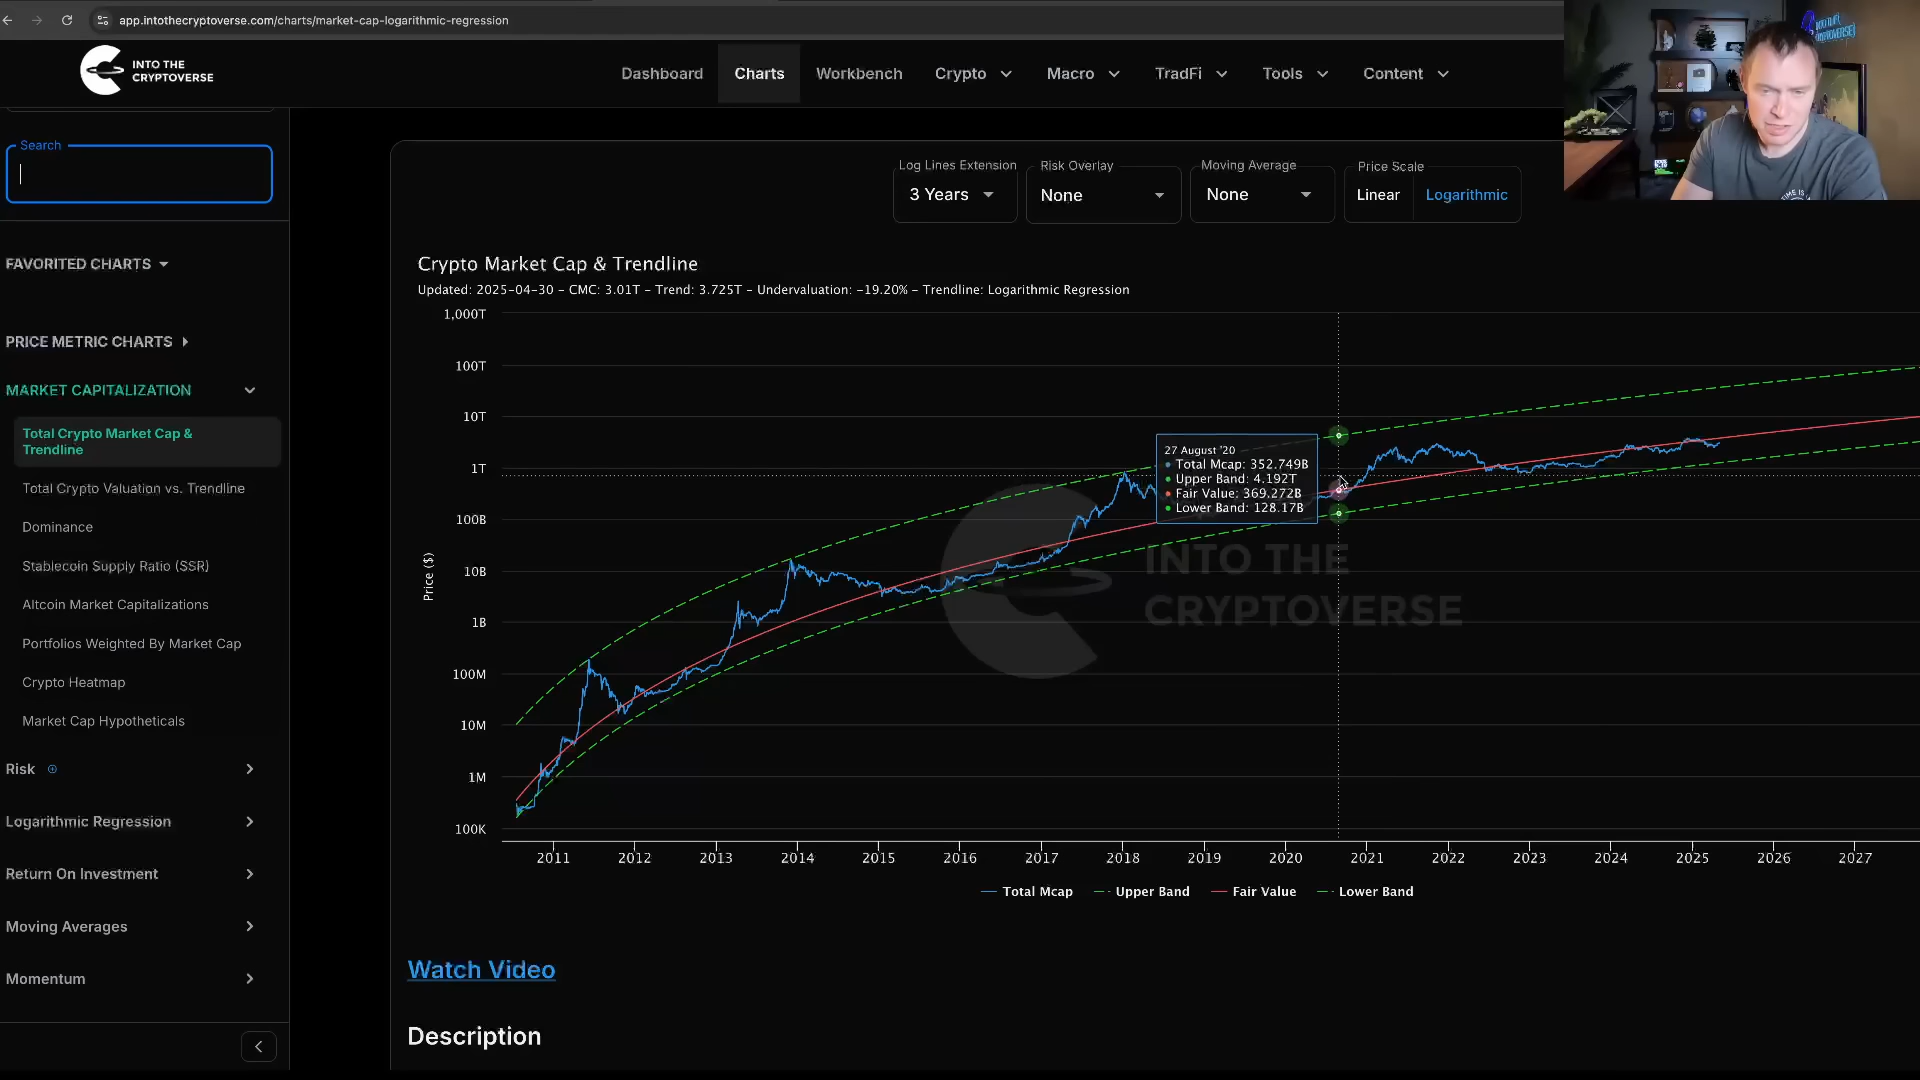 app.intothecryptoverse.com/charts/market-cap-logarithmic-regression
INTO THE
CRYPTOVERSE
Dashboard
Charts
Workbench
Crypto
Macro
TradFi
Tools
Content
Search
FAVORITED CHARTS
PRICE METRIC CHARTS
MARKET CAPITALIZATION
Total Crypto Market Cap &
Trendline
Total Crypto Valuation vs. Trendline
Dominance
Stablecoin Supply Ratio (SSR)
Altcoin Market Capitalizations
Portfolios Weighted By Market Cap
Crypto Heatmap
Market Cap Hypotheticals
Risk
Logarithmic Regression
Return On Investment
Moving Averages
Momentum
Log Lines Extension
3 Years
Risk Overlay
None
Moving Average
None
Price Scale
Linear
Logarithmic
Crypto Market Cap & Trendline
Updated: 2025-04-30 - CMC: 3.01T - Trend: 3.725T - Undervaluation: -19.20% - Trendline: Logarithmic Regression
1,000T
100T
10T
1T
100B
10B
1B
100M
10M
1M
100K
Price ($)
27 August '20
Total Mcap: 352.749B
Upper Band: 4.192T
Fair Value: 369.272B
Lower Band: 128.17B
INTO THE
CRYPTOVERSE
2011
2012
2013
2014
2015
2016
2017
2018
2019
2020
2021
2022
2023
2024
2025
2026
2027
Total Mcap
Upper Band
Fair Value
Lower Band
Watch Video
Description
TIME IS